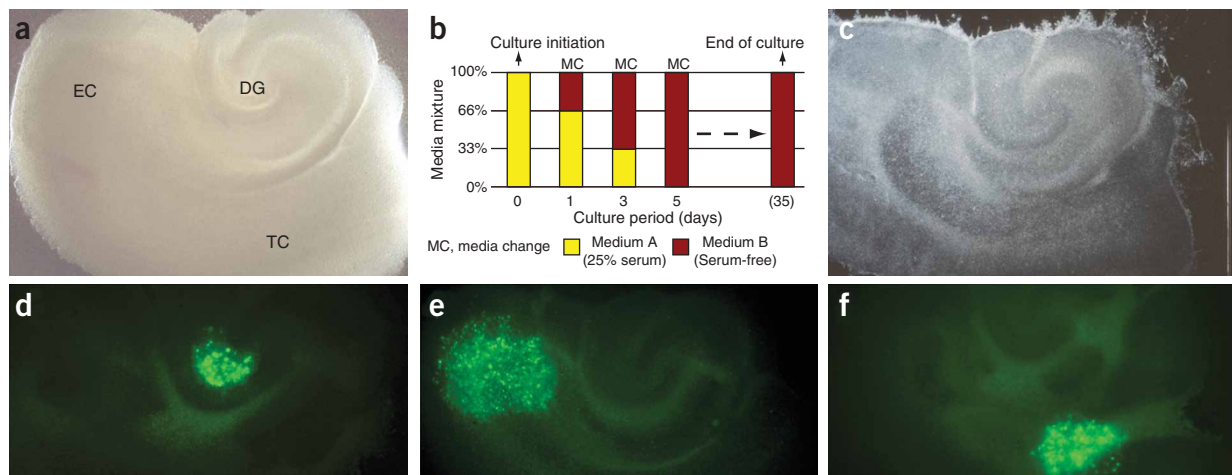 a
EC
DG
TC
b
Culture initiation
End of culture
MC MC MC
100%
66%
33%
0%
Media mixture
0 1 3 5 (35)
Culture period (days)
MC, media change
Medium A
(25% serum)
Medium B
(Serum-free)
c
d
e
f